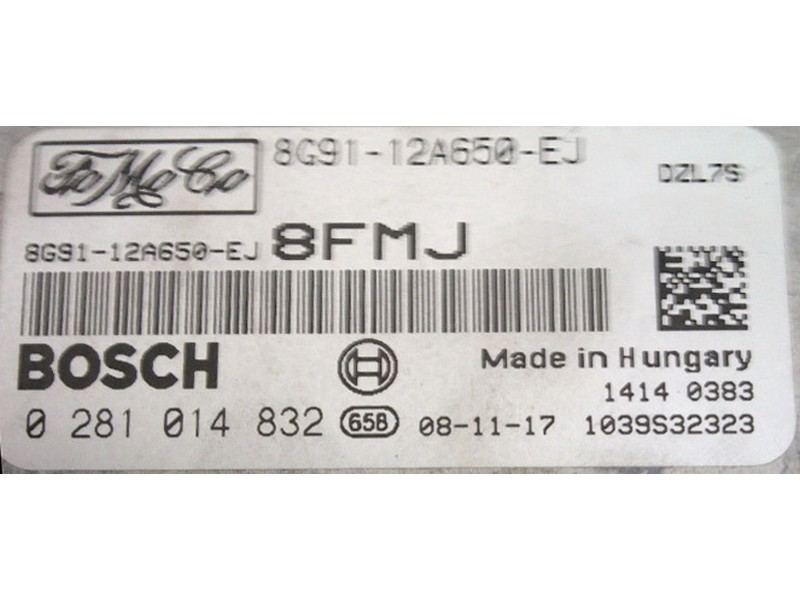 FoMoCo 8G91-12A650-EJ DZL7S
8G91-12A650-EJ 8FMJ
BOSCH Made in Hungary
1414 0383
0 281 014 832 658 08-11-17 1039S32323